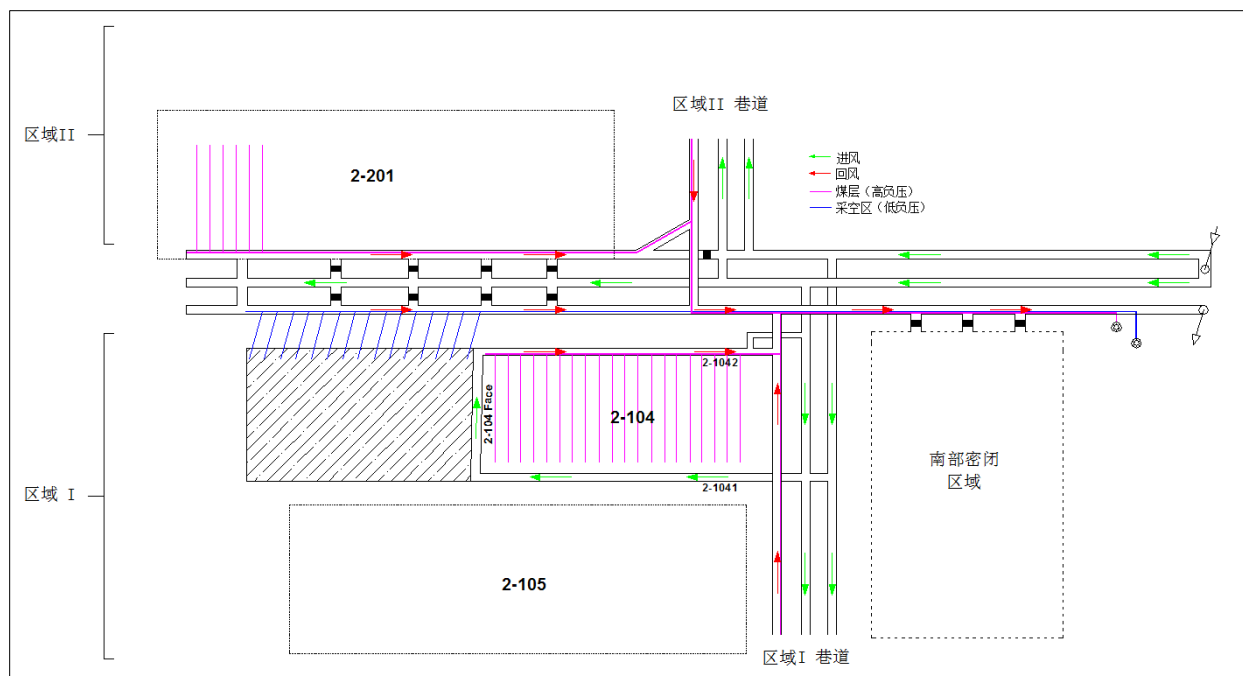 区域II 巷道
区域II
进风
2-201
回风
煤层（高负压）
采空区（低负压）
2-1042
2-104 Face
2-104
南部密闭
区域
区域 I
2-1041
2-105
区域I 巷道